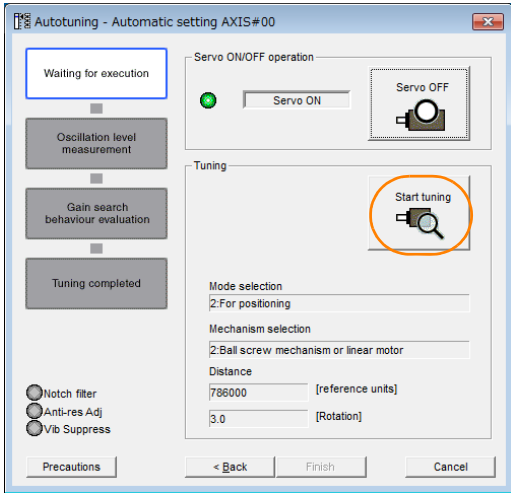 Autotuning - Automatic setting AXIS#00
Waiting for execution
Oscillation level
measurement
Gain search
behaviour evaluation
Tuning completed
Notch filter
Anti-res Adj
Vib Suppress
Servo ON/OFF operation
Servo ON
Servo OFF
Tuning
Start tuning
Mode selection
2:For positioning
Mechanism selection
2:Ball screw mechanism or linear motor
Distance
786000 [reference units]
3.0 [Rotation]
Precautions
< Back
Finish
Cancel